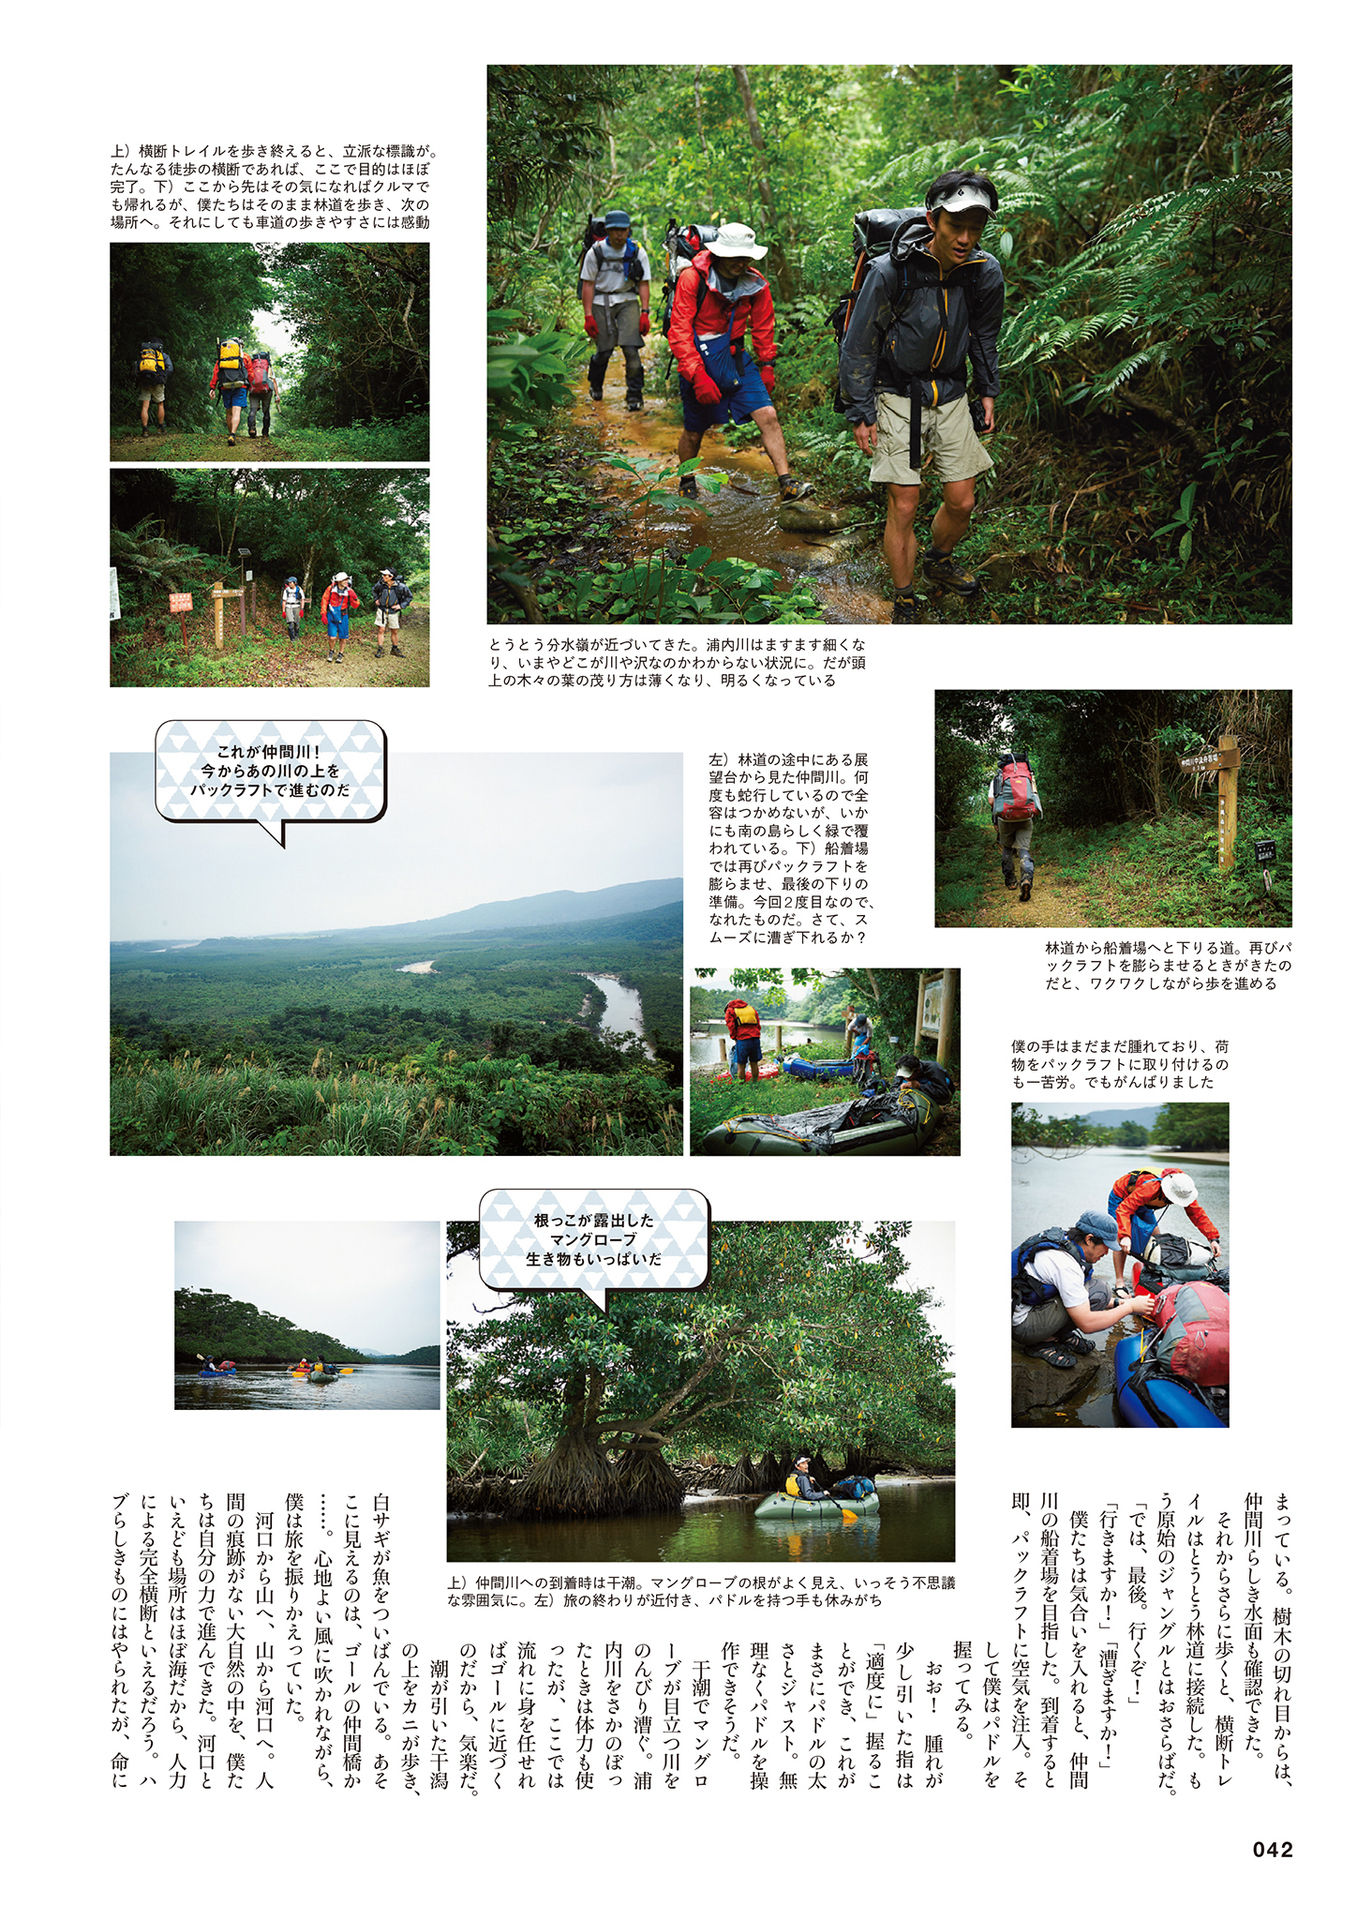 上）横断トレイルを歩き終えると、立派な標識が。
たんなる徒歩の横断であれば、ここで目的はほぼ
完了。下）ここから先はその気になればクルマで
も帰れるが、僕たちはそのまま林道を歩き、次の
場所へ。それにしても車道の歩きやすさには感動
とうとう分水嶺が近づいてきた。浦内川はますます細くな
り、いまやどこが川や沢なのかわからない状況に。だが頭
上の木々の葉の茂り方は薄くなり、明るくなっている
これが仲間川！
今からあの川の上を
パックラフトで進むのだ
左）林道の途中にある展
望台から見た仲間川。何
度も蛇行しているので全
容はつかめないが、いか
にも南の島らしく緑で覆
われている。下）船着場
では再びパックラフトを
膨らませ、最後の下りの
準備。今回2度目なので、
なれたものだ。さて、ス
ムーズに漕ぎ下れるか？
林道から船着場へと下りる道。再びパ
ックラフトを膨らませるときがきたの
だと、ワクワクしながら歩を進める
僕の手はまだまだ腫れており、荷
物をパックラフトに取り付けるの
も一苦労。でもがんばりました
根っこが露出した
マングローブ
生き物もいっぱいだ
上）仲間川への到着時は干潮。マングローブの根がよく見え、いっそう不思議
な雰囲気に。左）旅の終わりが近付き、パドルを持つ手も休みがち
まっている。樹木の切れ目からは、
仲間川らしき水面も確認できた。
それからさらに歩くと、横断トレ
イルはとうとう林道に接続した。も
う原始のジャングルとはおさらばだ。
「では、最後。行くぞ！」
「行きますか！」「漕ぎますか！」
僕たちは気合いを入れると、仲間
川の船着場を目指した。到着すると
即、パックラフトに空気を注入。そ
して僕はパドルを
握ってみる。
おお！　腫れが
少し引いた指は
「適度に」握るこ
とができ、これが
まさにパドルの太
さとジャスト。無
理なくパドルを操
作できそうだ。
干潮でマングロ
ーブが目立つ川を
のんびり漕ぐ。浦
内川をさかのぼっ
たときは体力も使
ったが、ここでは
流れに身を任せれ
ばゴールに近づく
のだから、気楽だ。
潮が引いた干潟
の上をカニが歩き、
白サギが魚をついばんでいる。あそ
こに見えるのは、ゴールの仲間橋か
……。心地よい風に吹かれながら、
僕は旅を振りかえっていた。
河口から山へ、山から河口へ。人
間の痕跡がない大自然の中を、僕た
ちは自分の力で進んできた。河口と
いえども場所はほぼ海だから、人力
による完全横断といえるだろう。ハ
ブらしきものにはやられたが、命に
042